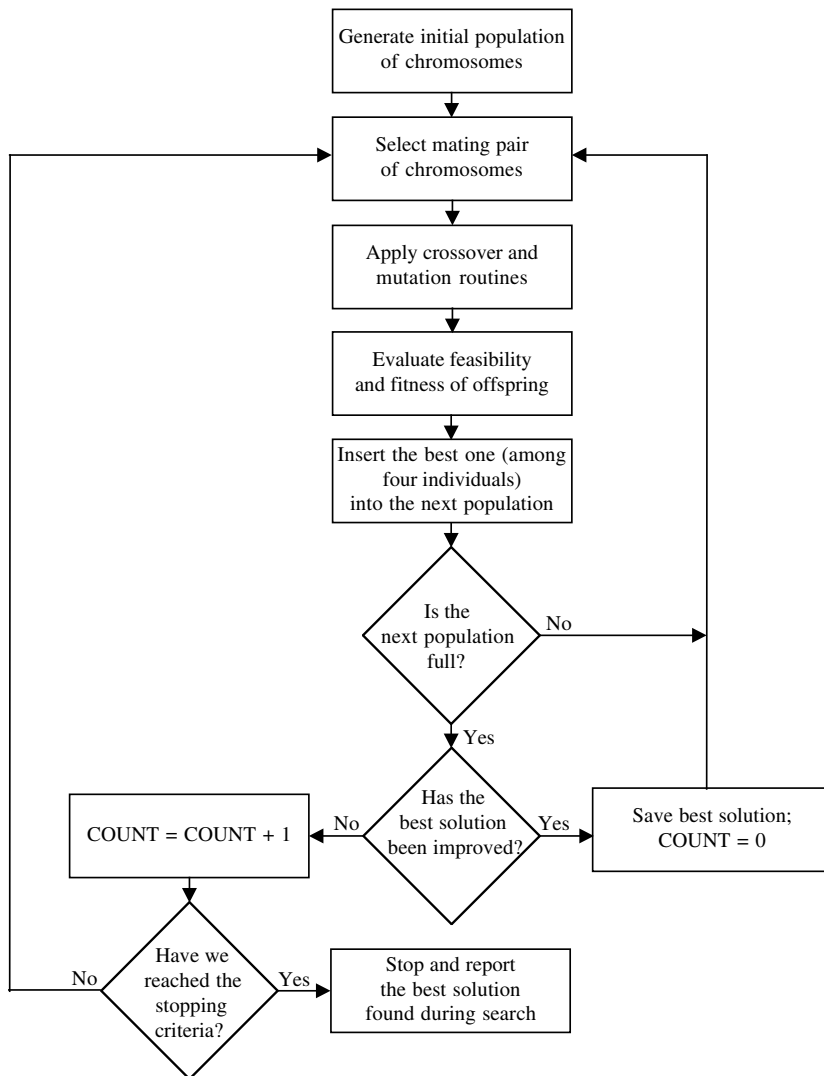 Generate initial population
of chromosomes
Select mating pair
of chromosomes
Apply crossover and
mutation routines
Evaluate feasibility
and fitness of offspring
Insert the best one (among
four individuals)
into the next population
Is the
next population
full?
No
Yes
Has the
best solution
been improved?
No
Yes
COUNT = COUNT + 1
Save best solution;
COUNT = 0
Have we
reached the
stopping
criteria?
No
Yes
Stop and report
the best solution
found during search